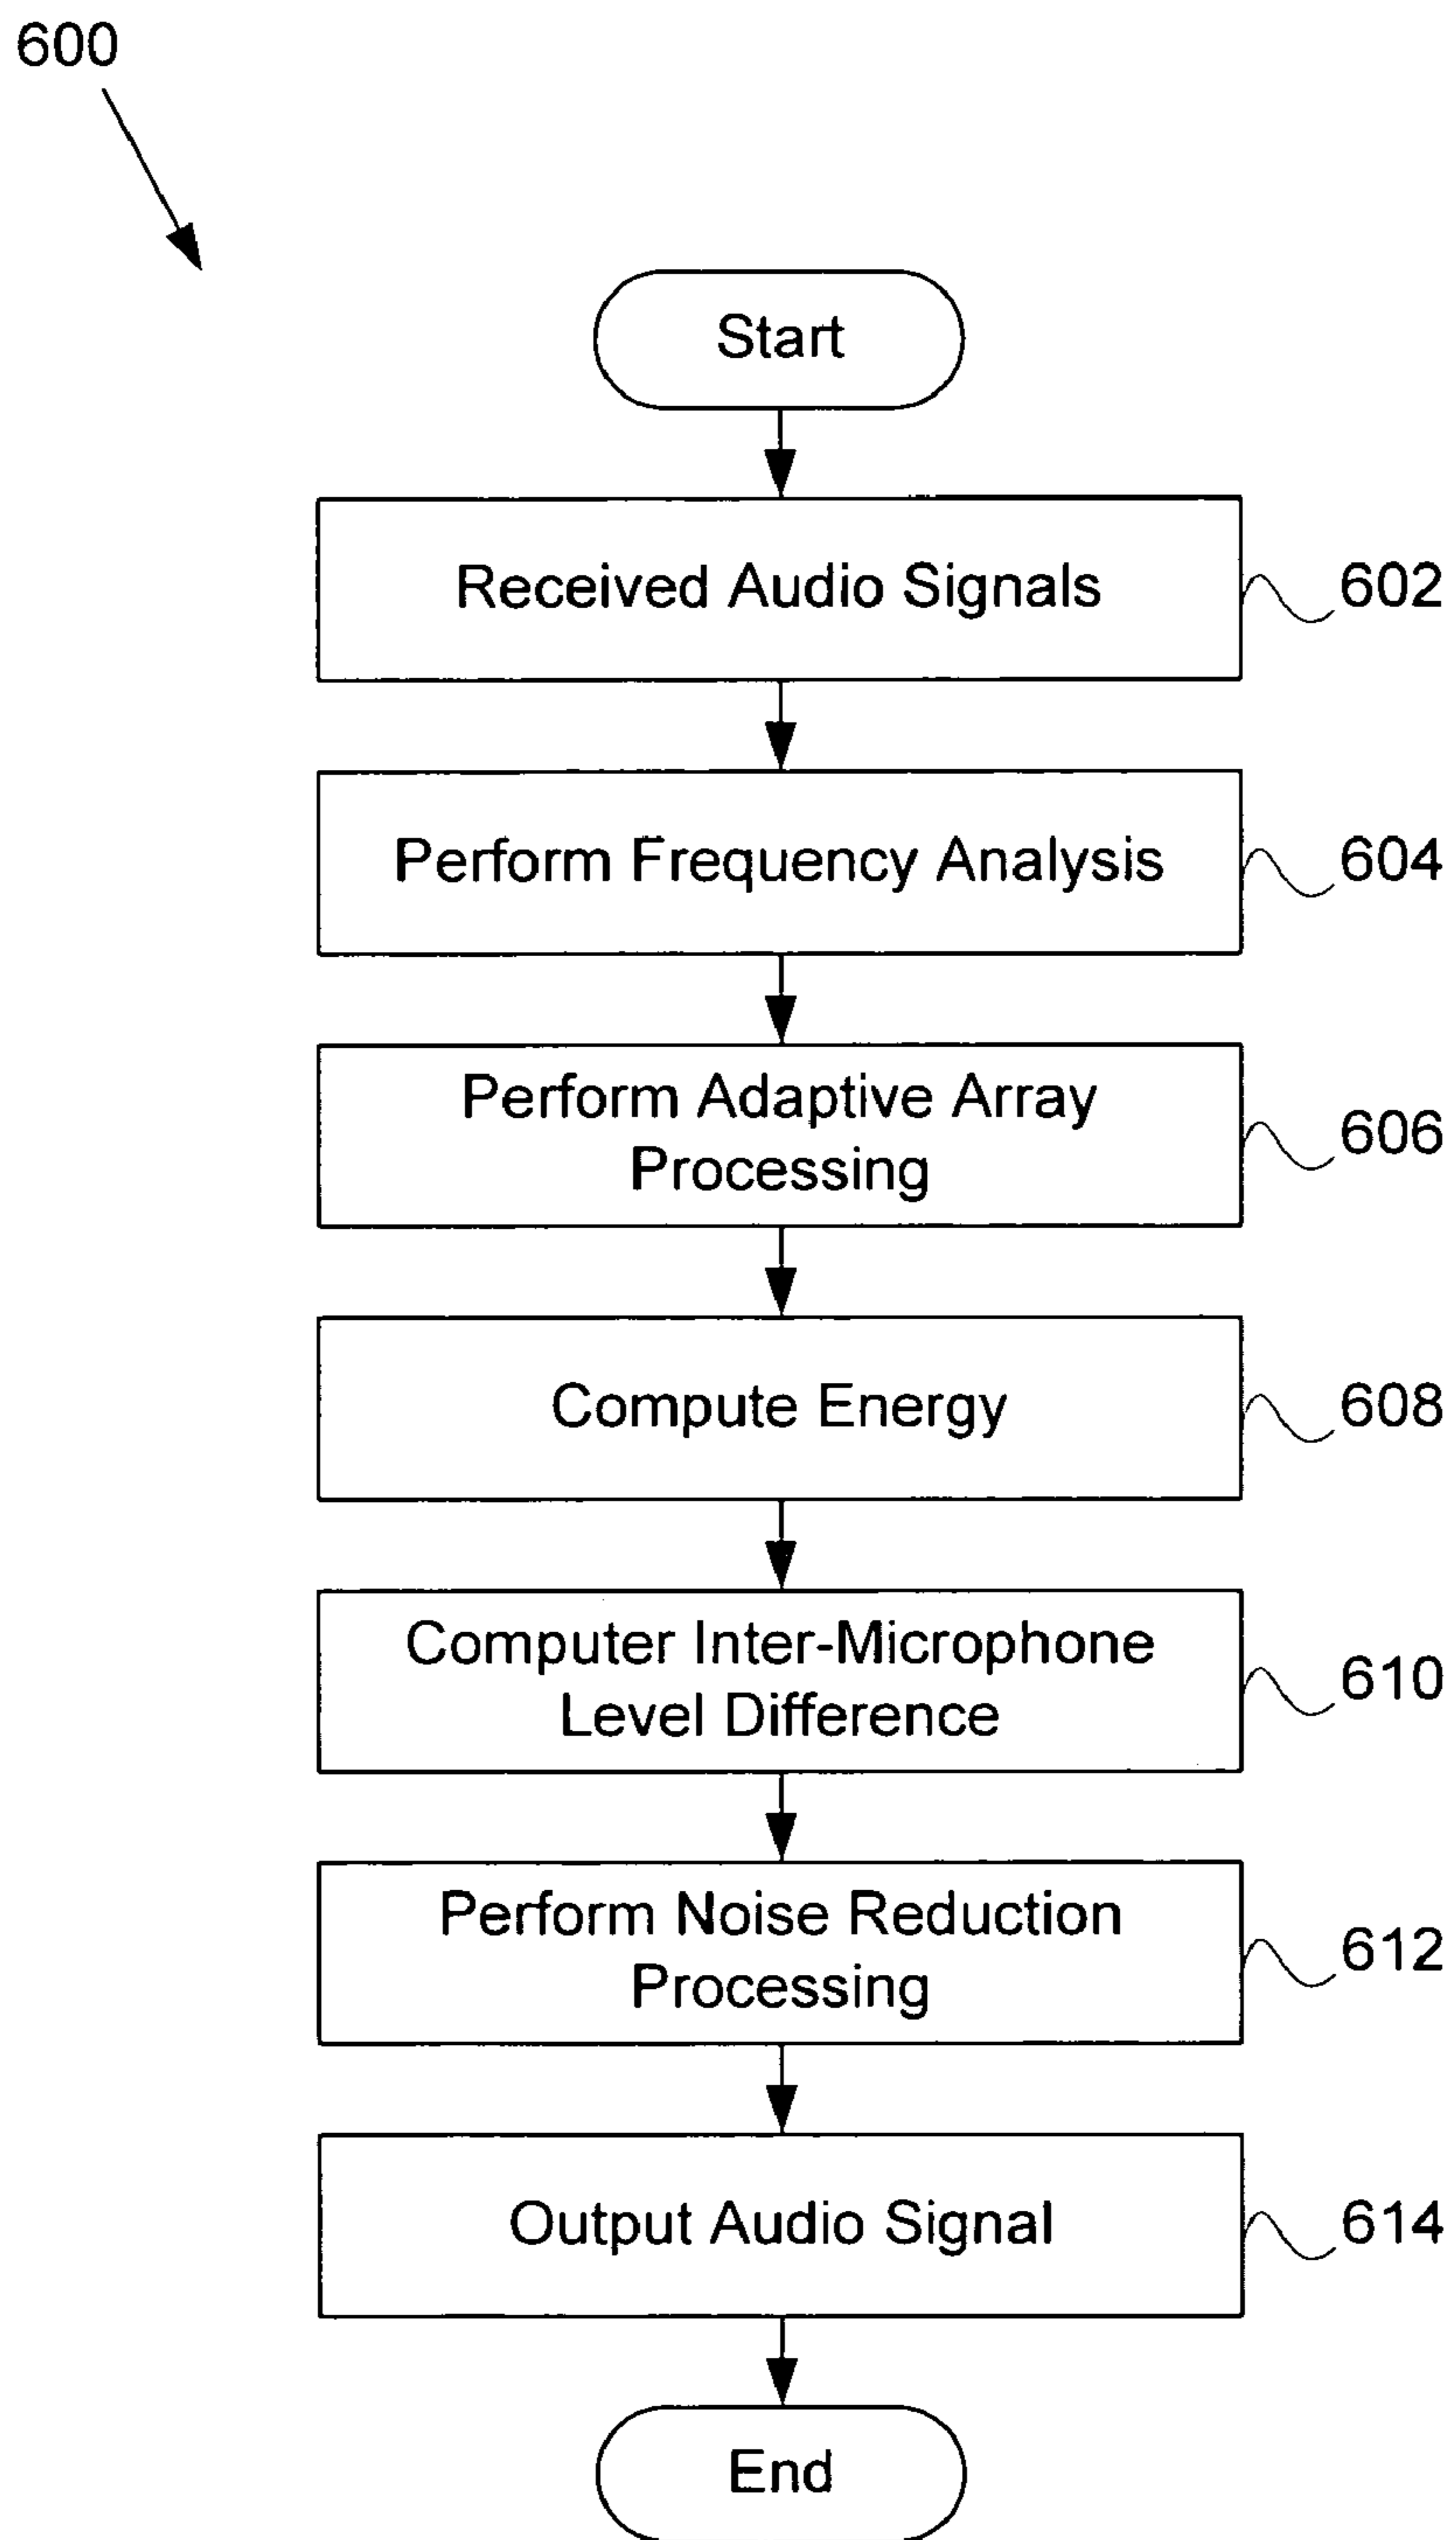 600
Start
Received Audio Signals
602
Perform Frequency Analysis
604
Perform Adaptive Array
Processing
606
Compute Energy
608
Computer Inter-Microphone
Level Difference
610
Perform Noise Reduction
Processing
612
Output Audio Signal
614
End